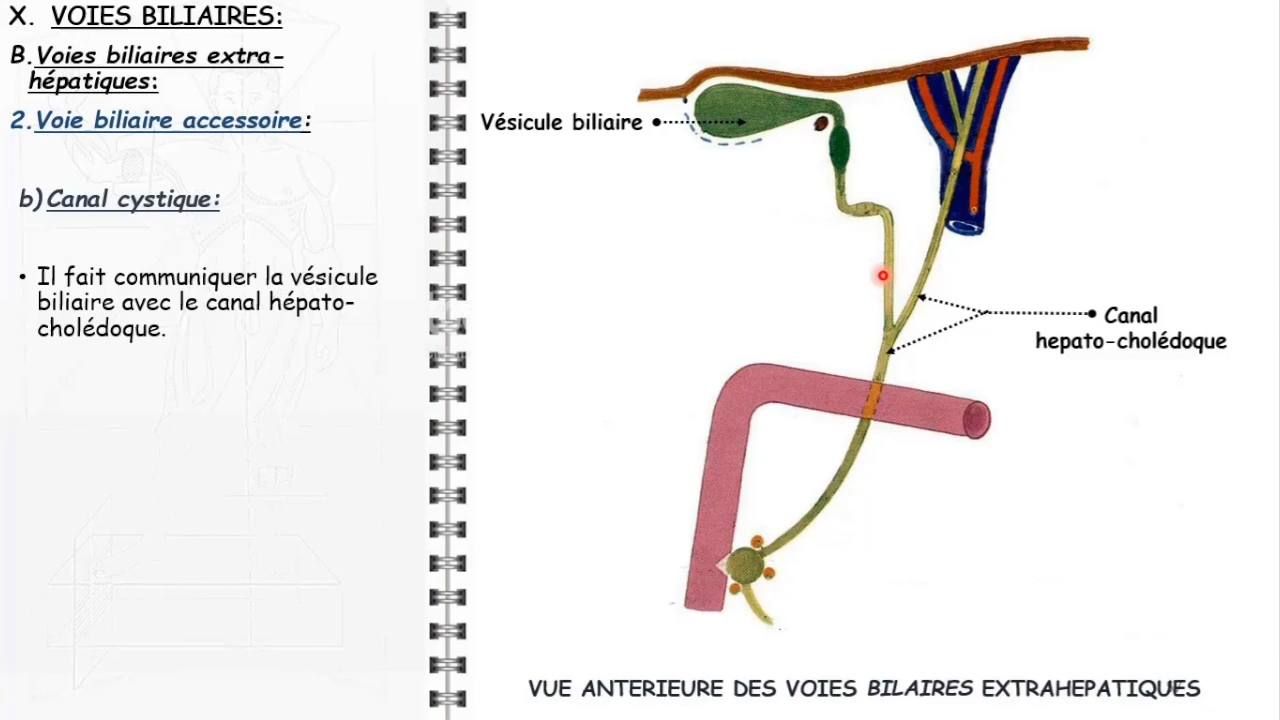 X. VOIES BILIAIRES:
B. Voies biliaires extra-
hépatiques:
2. Voie biliaire accessoire:
b) Canal cystique:
• Il fait communiquer la vésicule
biliaire avec le canal hépato-
cholédoque.
Vésicule biliaire
Canal
hepato-cholédoque
VUE ANTERIEURE DES VOIES BILAIRES EXTRAHEPATIQUES